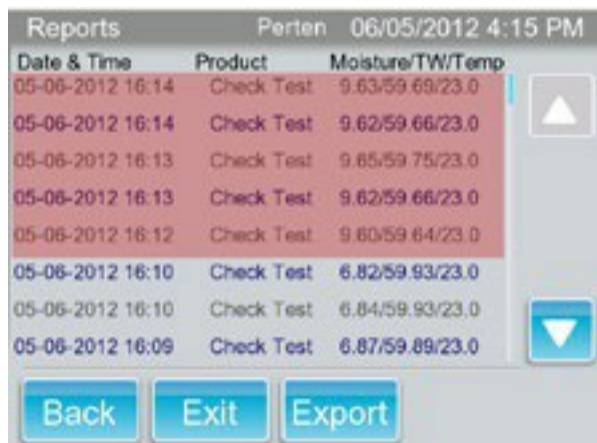 Reports Perten 06/05/2012 4:15 PM
Date & Time Product Moisture/TW/Temp
05-06-2012 16:14 Check Test 9.63/59.69/23.0
05-06-2012 16:14 Check Test 9.62/59.66/23.0
05-06-2012 16:13 Check Test 9.65/59.75/23.0
05-06-2012 16:13 Check Test 9.62/59.66/23.0
05-06-2012 16:12 Check Test 9.60/59.64/23.0
05-06-2012 16:10 Check Test 6.82/59.93/23.0
05-06-2012 16:10 Check Test 6.84/59.93/23.0
05-06-2012 16:09 Check Test 6.87/59.89/23.0
Back Exit Export